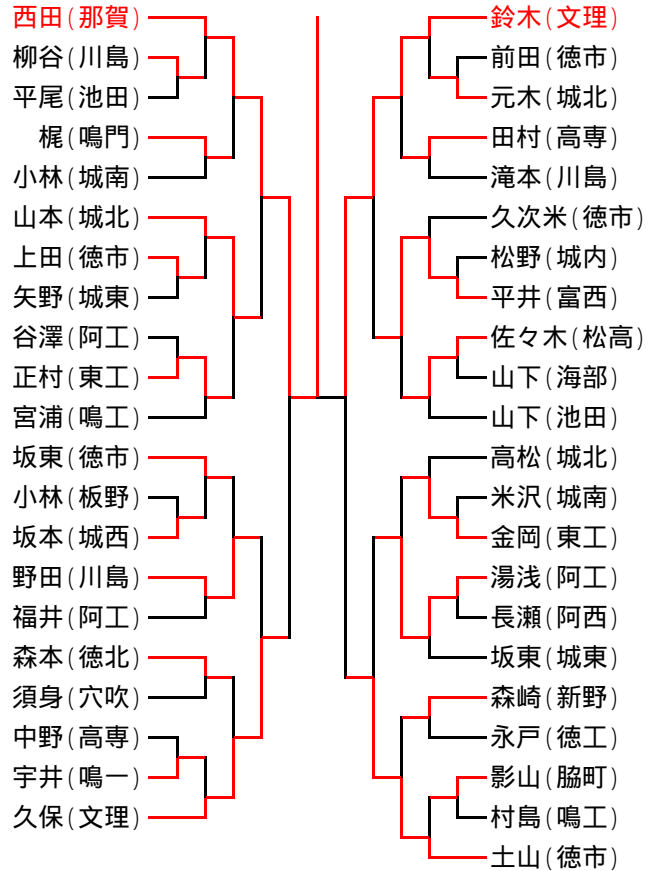 西田(那賀)
柳谷(川島)
平尾(池田)
梶(鳴門)
小林(城南)
山本(城北)
上田(徳市)
矢野(城東)
谷澤(阿工)
正村(東工)
宮浦(鳴工)
坂東(徳市)
小林(板野)
坂本(城西)
野田(川島)
福井(阿工)
森本(徳北)
須身(穴吹)
中野(高専)
宇井(鳴一)
久保(文理)
鈴木(文理)
前田(徳市)
元木(城北)
田村(高専)
滝本(川島)
久次米(徳市)
松野(城内)
平井(富西)
佐々木(松高)
山下(海部)
山下(池田)
高松(城北)
米沢(城南)
金岡(東工)
湯浅(阿工)
長瀬(阿西)
坂東(城東)
森崎(新野)
永戸(徳工)
影山(脇町)
村島(鳴工)
土山(徳市)